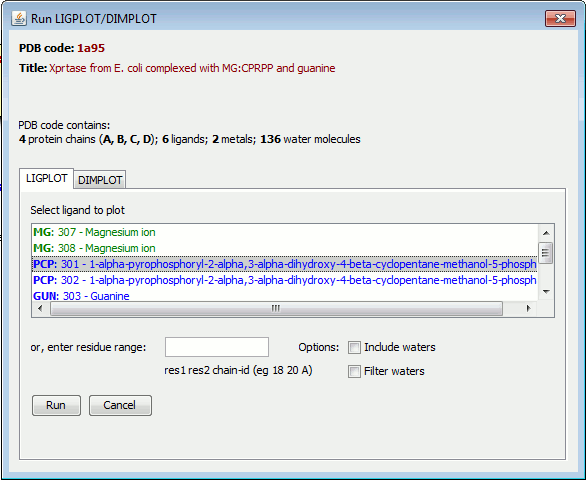 Run LIGPLOT/DIMPLOT
PDB code: 1a95
Title: Xprtase from E. coli complexed with MG:CPRPP and guanine
PDB code contains:
4 protein chains (A, B, C, D); 6 ligands; 2 metals; 136 water molecules
LIGPLOT DIMPLOT
Select ligand to plot
MG: 307 - Magnesium ion
MG: 308 - Magnesium ion
PCP: 301 - 1-alpha-pyrophosphoryl-2-alpha,3-alpha-dihydroxy-4-beta-cyclopentane-methanol-5-phosph
PCP: 302 - 1-alpha-pyrophosphoryl-2-alpha,3-alpha-dihydroxy-4-beta-cyclopentane-methanol-5-phosph
GUN: 303 - Guanine
or, enter residue range: Options: Include waters
res1 res2 chain-id (eg 18 20 A) Filter waters
Run Cancel